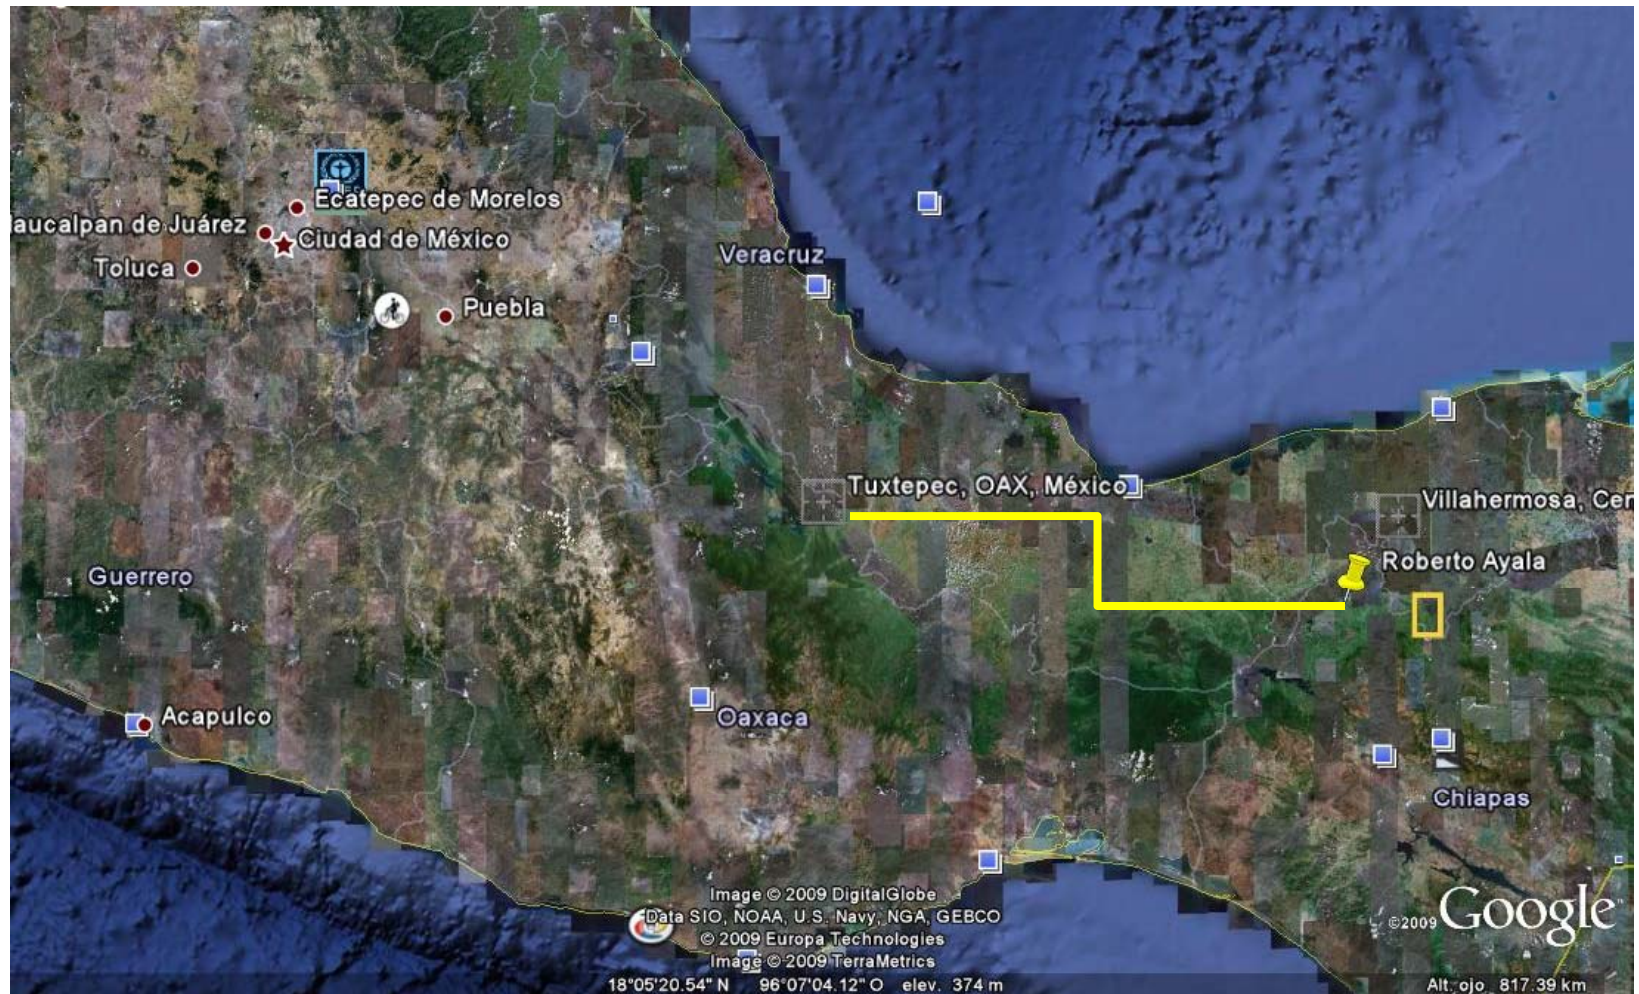 Ecatepec de Morelos
laucalpan de Juárez
Ciudad de México
Toluca
Veracruz
Puebla
Tuxtepec, OAX, México
Villahermosa, Cen
Roberto Ayala
Guerrero
Acapulco
Oaxaca
Chiapas
Image © 2009 DigitalGlobe
Data SIO, NOAA, U.S. Navy, NGA, GEBCO
© 2009 Europa Technologies
Image © 2009 TerraMetrics
©2009 Google™
18°05'20.54" N 96°07'04.12" O elev. 374 m
Alt. ojo 817.39 km